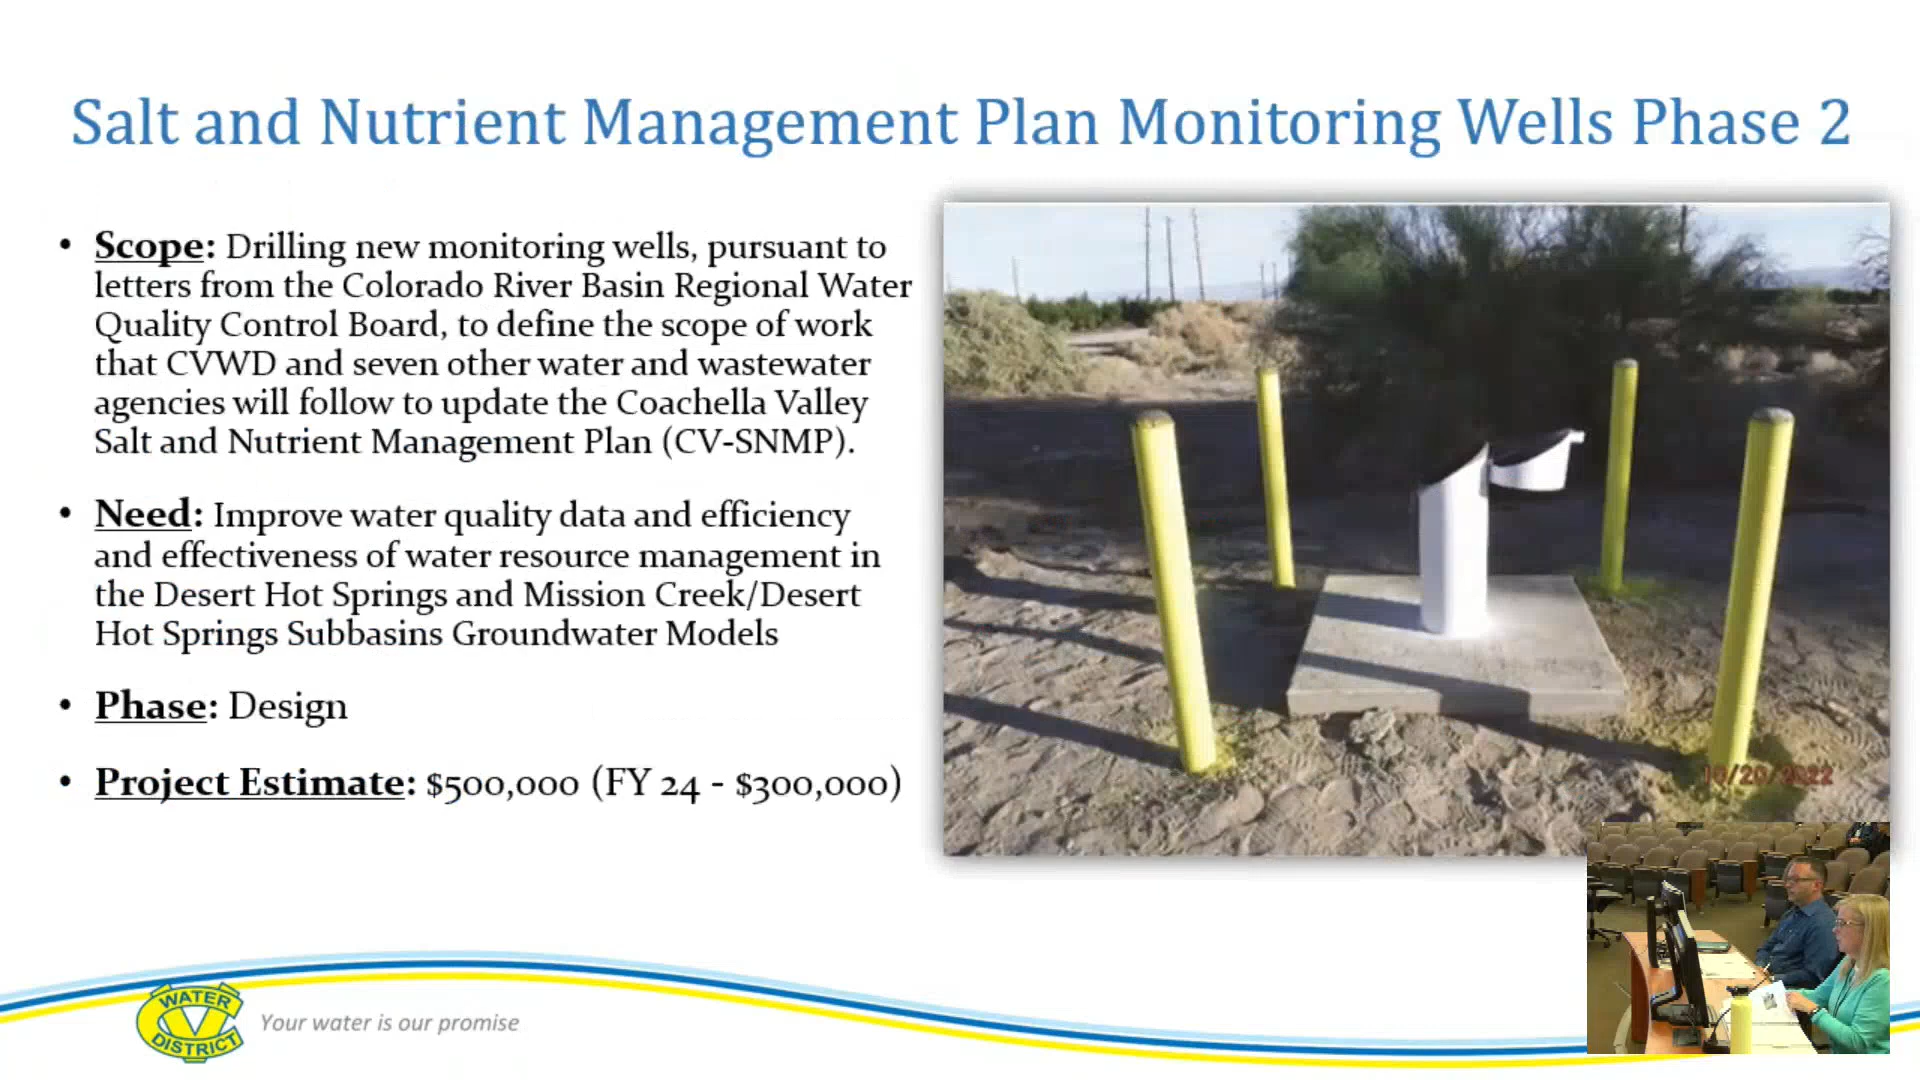 Salt and Nutrient Management Plan Monitoring Wells Phase 2
• Scope: Drilling new monitoring wells, pursuant to
letters from the Colorado River Basin Regional Water
Quality Control Board, to define the scope of work
that CVWD and seven other water and wastewater
agencies will follow to update the Coachella Valley
Salt and Nutrient Management Plan (CV-SNMP).
• Need: Improve water quality data and efficiency
and effectiveness of water resource management in
the Desert Hot Springs and Mission Creek/Desert
Hot Springs Subbasins Groundwater Models
• Phase: Design
• Project Estimate: $500,000 (FY 24 - $300,000)
10/20/2022
WATER
CV
DISTRICT
Your water is our promise